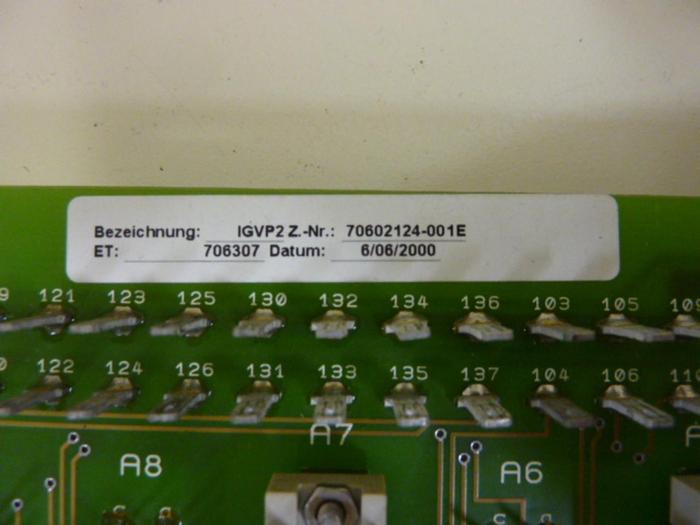 Bezeichnung: IGVP2 Z.-Nr.: 70602124-001E
ET: 706307 Datum: 6/06/2000
121 123 125 130 132 134 136 103 105
122 124 126 131 133 135 137 104 106
A7
A8 A6